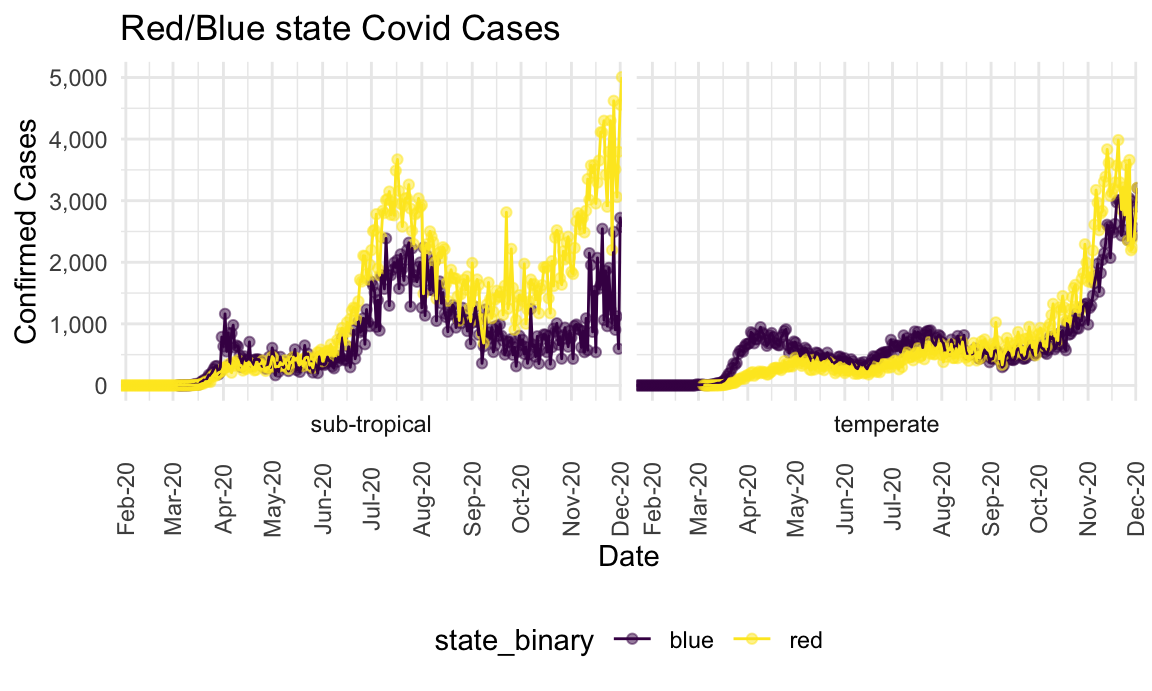 Red/Blue state Covid Cases
Confirmed Cases
5,000
4,000
3,000
2,000
1,000
0
sub-tropical
temperate
Feb-20 Mar-20 Apr-20 May-20 Jun-20 Jul-20 Aug-20 Sep-20 Oct-20 Nov-20 Dec-20
Feb-20 Mar-20 Apr-20 May-20 Jun-20 Jul-20 Aug-20 Sep-20 Oct-20 Nov-20 Dec-20
Date
state_binary blue red